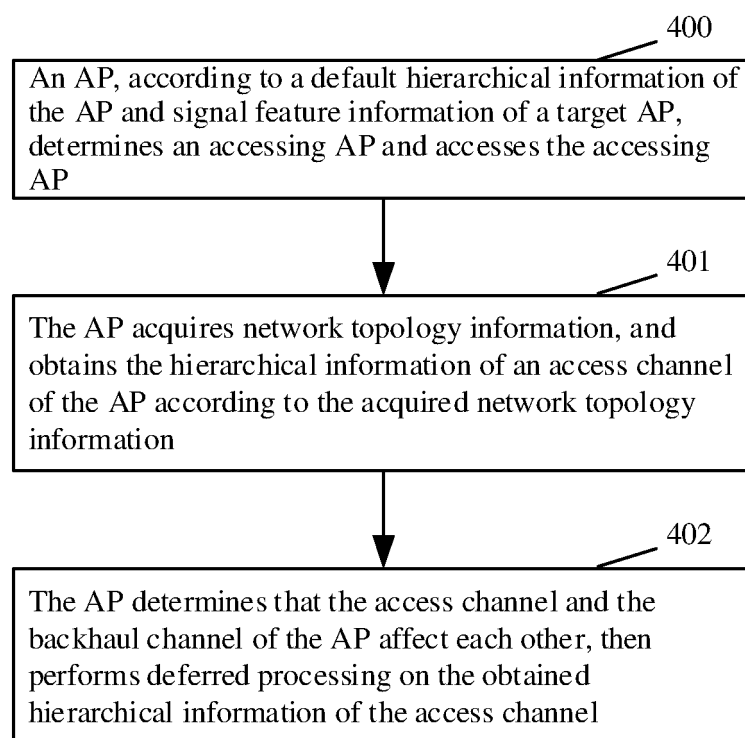 400
An AP, according to a default hierarchical information of
the AP and signal feature information of a target AP,
determines an accessing AP and accesses the accessing
AP
401
The AP acquires network topology information, and
obtains the hierarchical information of an access channel
of the AP according to the acquired network topology
information
402
The AP determines that the access channel and the
backhaul channel of the AP affect each other, then
performs deferred processing on the obtained
hierarchical information of the access channel